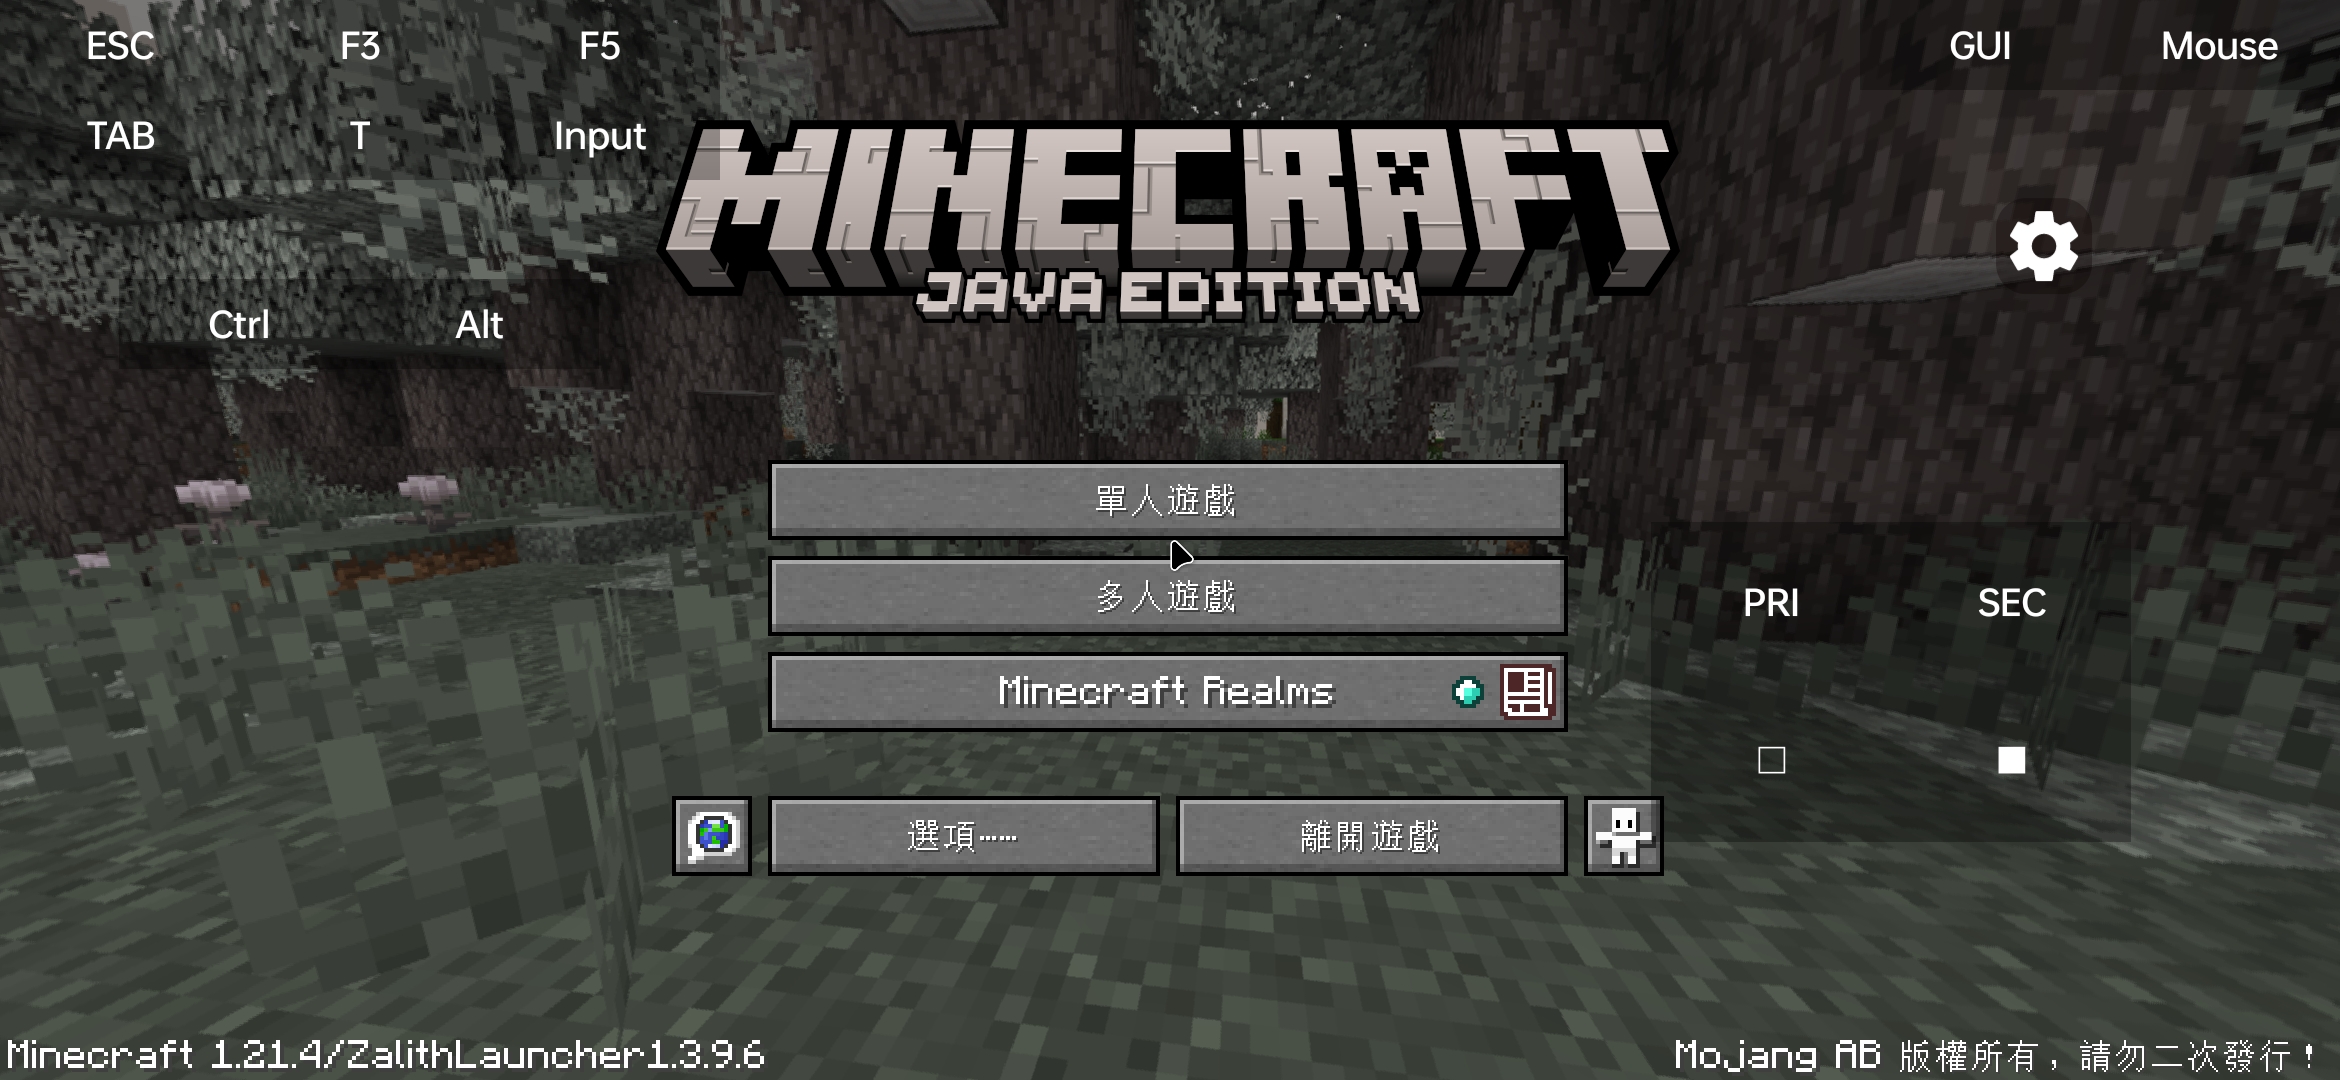 ESC F3 F5 GUI Mouse
TAB T Input
MINECRAFT
JAVA EDITION
Ctrl Alt
單人遊戲
多人遊戲
PRI SEC
Minecraft Realms
選項⋯⋯ 離開遊戲
Minecraft 1.21.4/ZalithLauncher1.3.9.6 Mojang AB 版權所有，請勿二次發行！